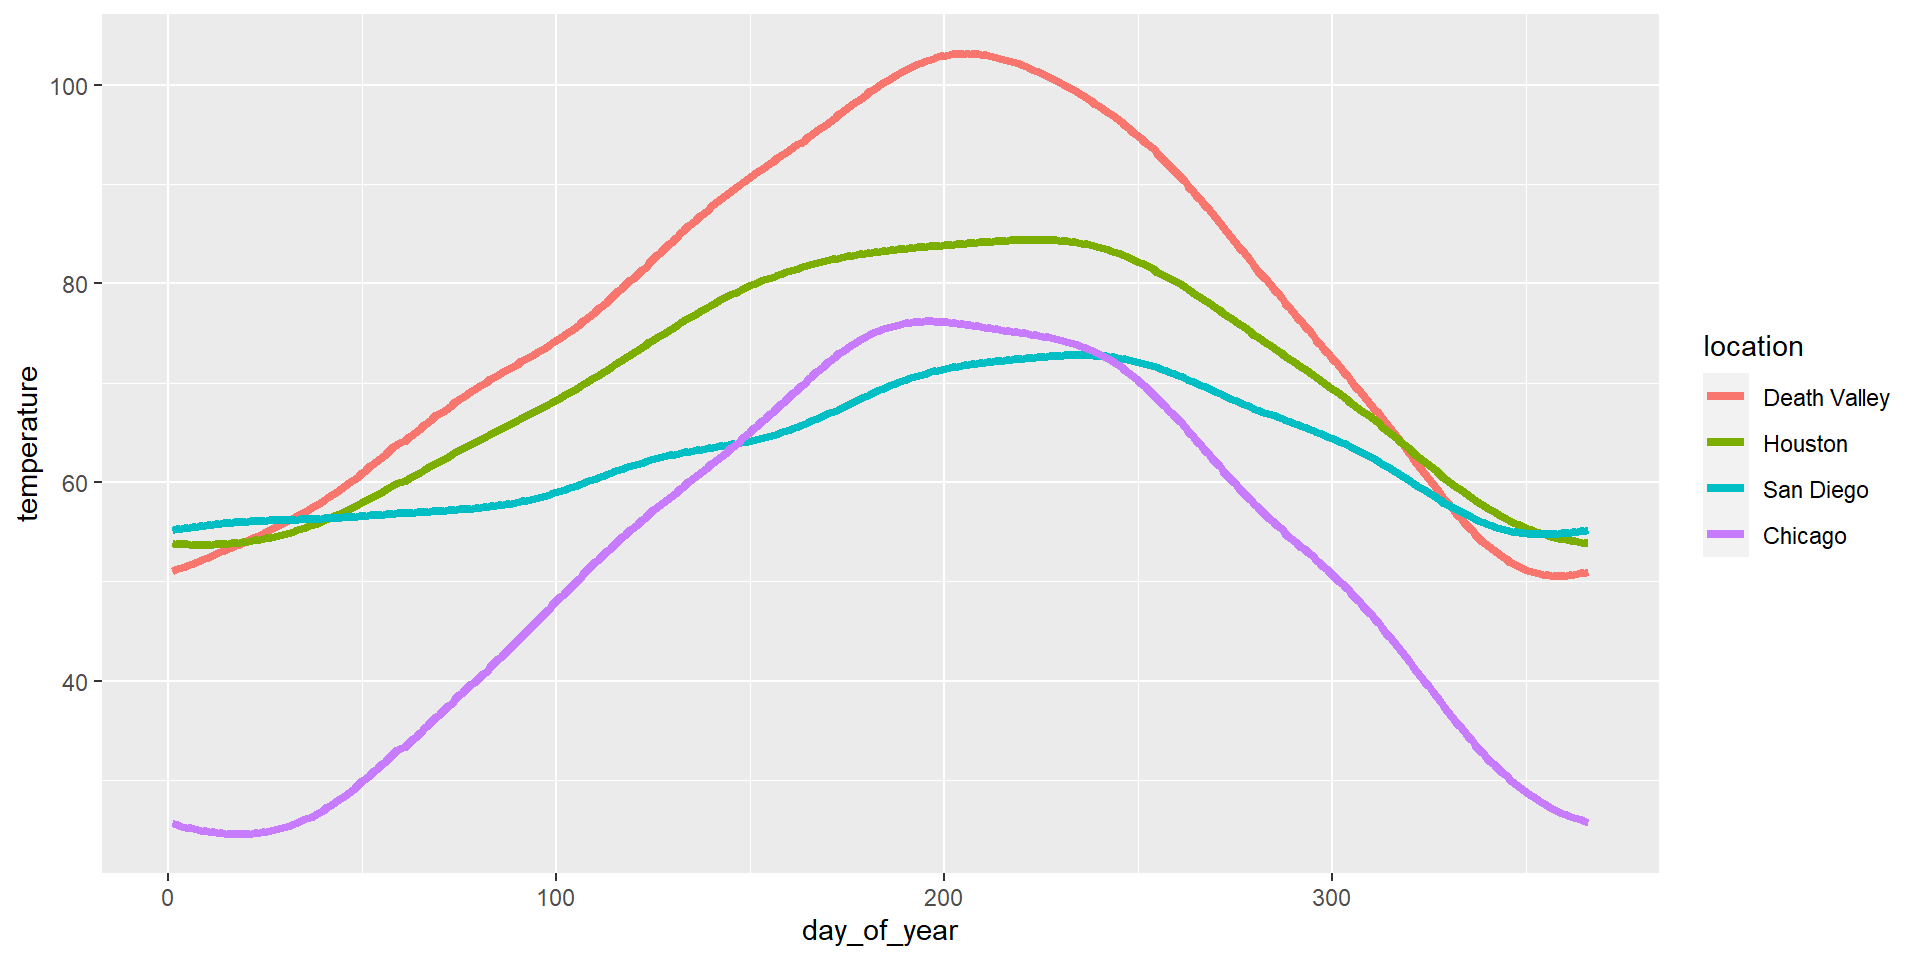 temperature
100
80
60
40
0 100 200 300
day_of_year
location
Death Valley
Houston
San Diego
Chicago